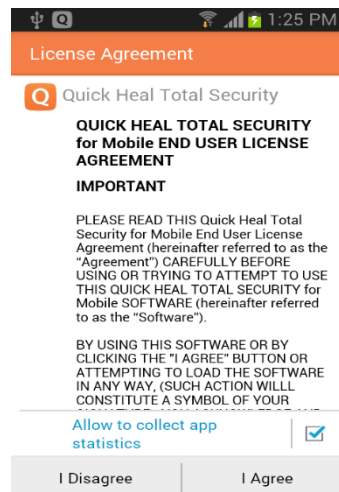 1:25 PM
License Agreement
Quick Heal Total Security
QUICK HEAL TOTAL SECURITY
for Mobile END USER LICENSE
AGREEMENT
IMPORTANT
PLEASE READ THIS Quick Heal Total
Security for Mobile End User License
Agreement (hereinafter referred to as the
“Agreement”) CAREFULLY BEFORE
USING OR TRYING TO ATTEMPT TO USE
THIS QUICK HEAL TOTAL SECURITY for
Mobile SOFTWARE (hereinafter referred
to as the “Software”).
BY USING THIS SOFTWARE OR BY
CLICKING THE "I AGREE" BUTTON OR
ATTEMPTING TO LOAD THE SOFTWARE
IN ANY WAY, (SUCH ACTION WILLL
CONSTITUTE A SYMBOL OF YOUR
Allow to collect app
statistics
I Disagree
I Agree